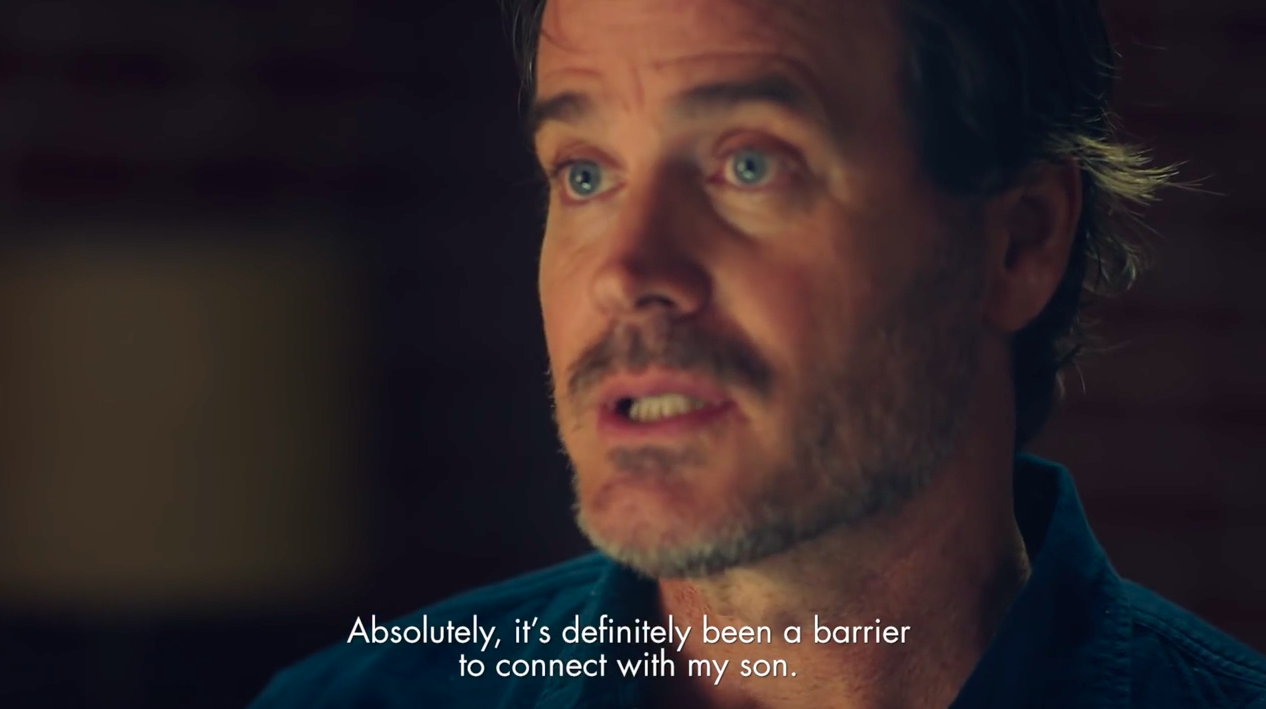 Absolutely, it's definitely been a barrier
to connect with my son.